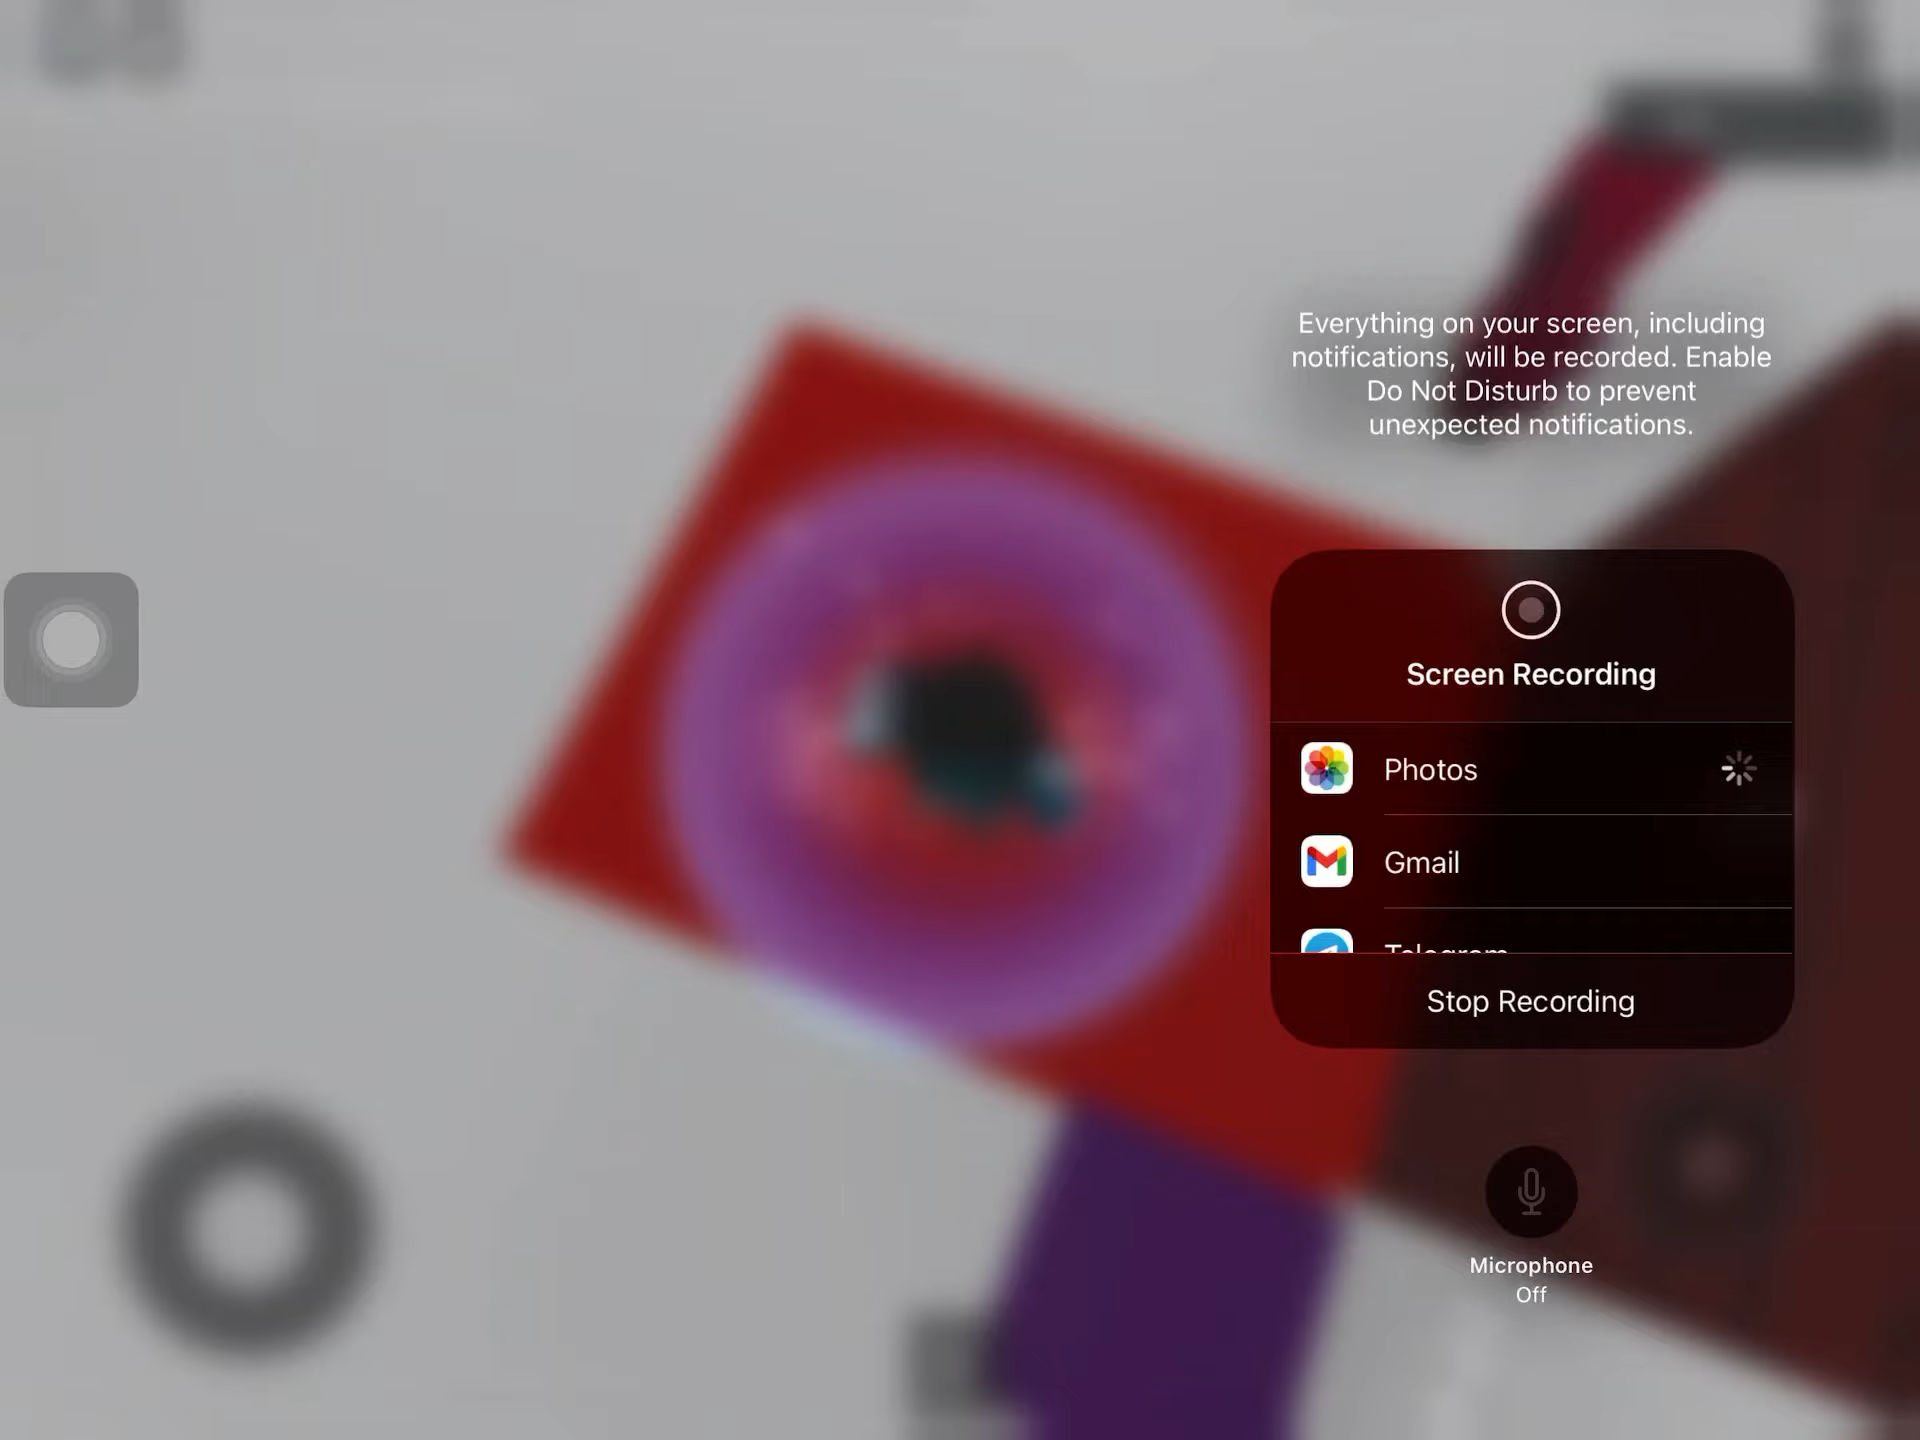 Everything on your screen, including
notifications, will be recorded. Enable
Do Not Disturb to prevent
unexpected notifications.
Screen Recording
Photos
Gmail
Telegram
Stop Recording
Microphone
Off